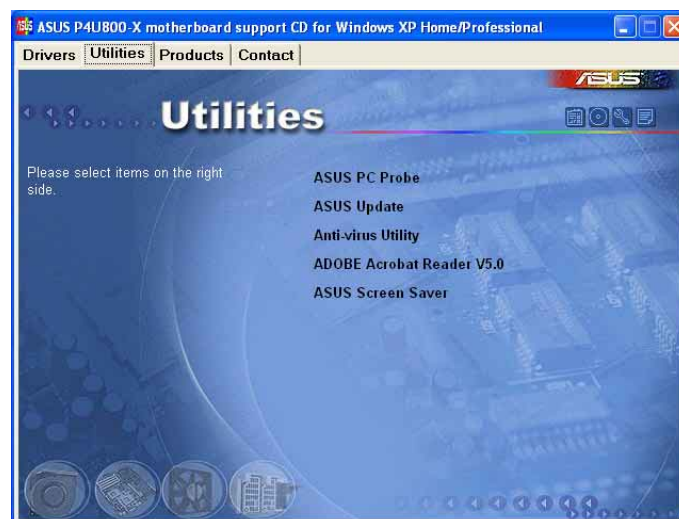 ASUS P4U800-X motherboard support CD for Windows XP Home/Professional
Drivers Utilities Products Contact
ASUS
Utilities
Please select items on the right
side.
ASUS PC Probe
ASUS Update
Anti-virus Utility
ADOBE Acrobat Reader V5.0
ASUS Screen Saver